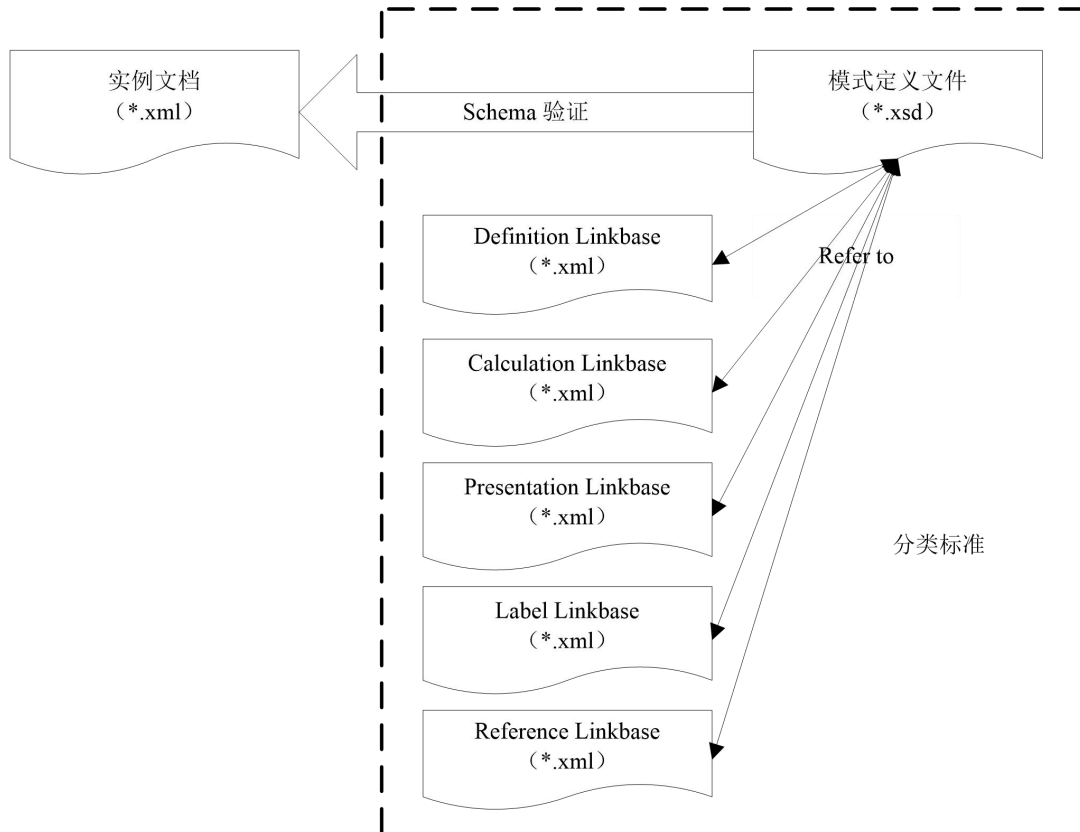 实例文档
（*.xml）
Schema 验证
模式定义文件
（*.xsd）
Definition Linkbase
（*.xml）
Refer to
Calculation Linkbase
（*.xml）
Presentation Linkbase
（*.xml）
分类标准
Label Linkbase
（*.xml）
Reference Linkbase
（*.xml）